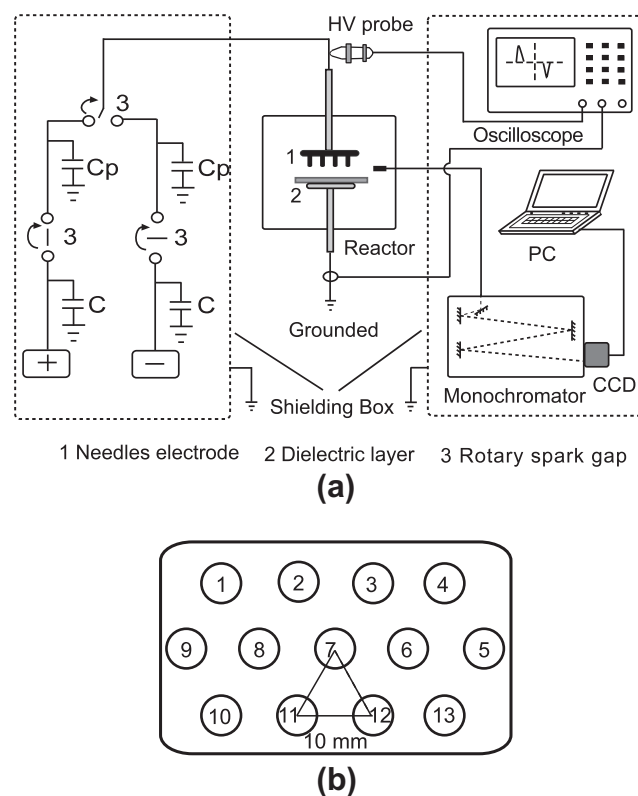 HV probe
3
Oscilloscope
Cp
Cp
1
2
3
3
Reactor
PC
C
C
Grounded
+
−
CCD
Monochromator
Shielding Box
1 Needles electrode 2 Dielectric layer 3 Rotary spark gap
(a)
1 2 3 4
9 8 7 6 5
10 11 12 13
10 mm
(b)